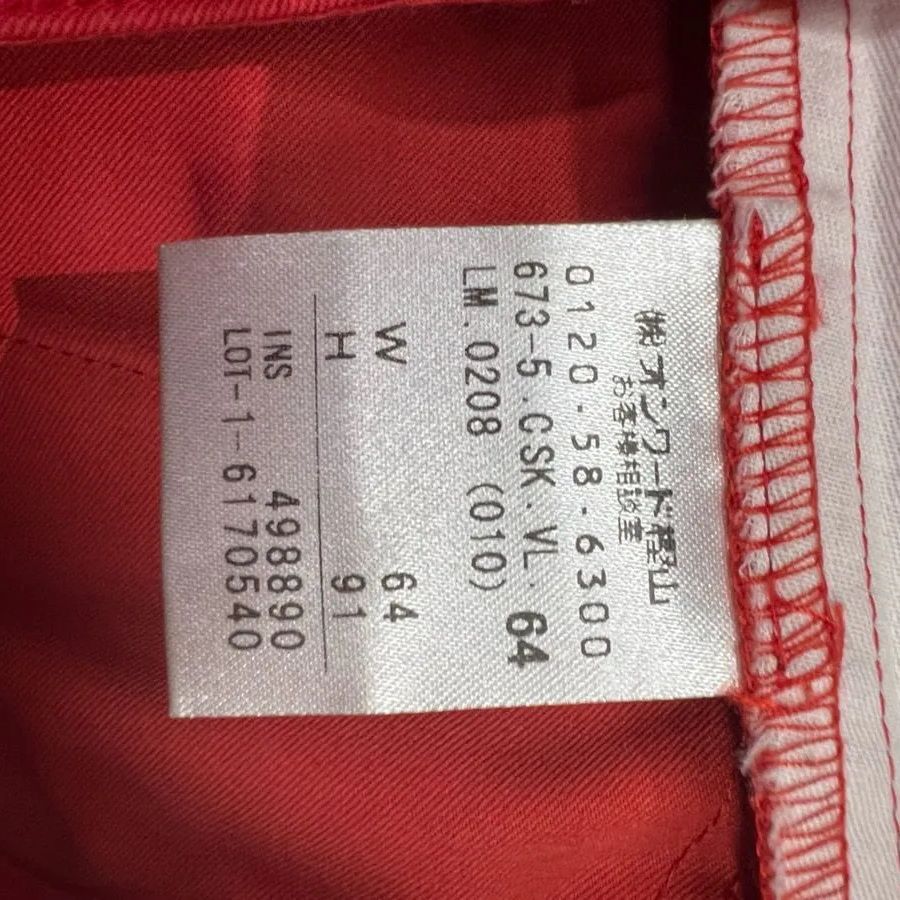 ㈱オンワード樫山
お客様相談室
0120・58・6300
673-5.CSK.VL. 64
LM.0208 (010)
W 64
H 91
INS 498890
LOT-1-6170540